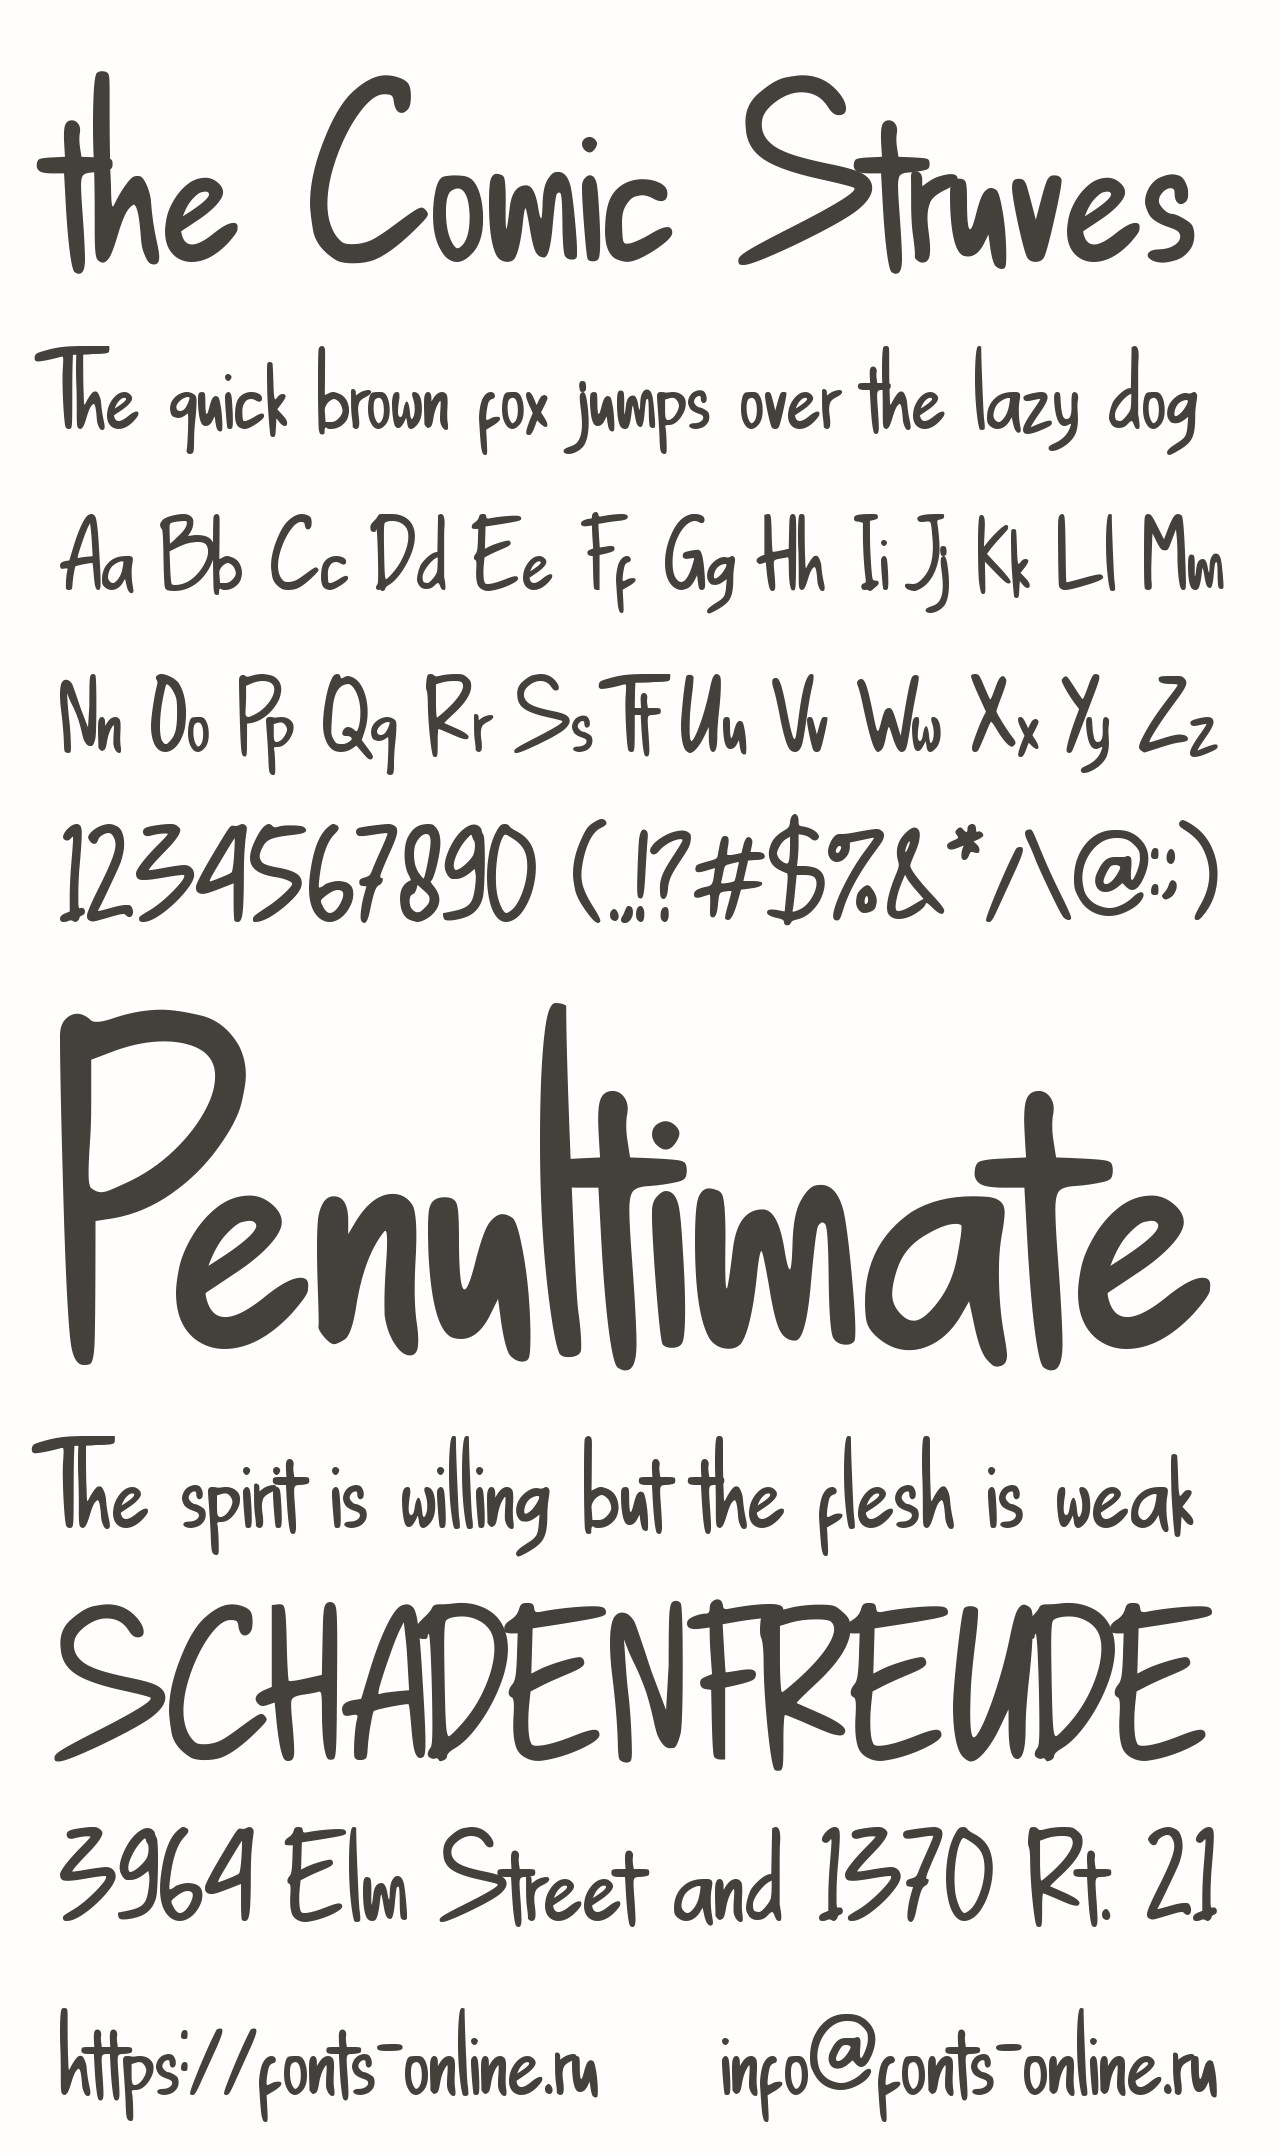 the Comic Struves
The quick brown fox jumps over the lazy dog
Aa Bb Cc Dd Ee Ff Gg Hh Ii Jj Kk Ll Mm
Nn Oo Pp Qq Rr Ss Tt Uu Vv Ww Xx Yy Zz
1234567890 (.,!?#$%&*/\@:;)
Penultimate
The spirit is willing but the flesh is weak
SCHADENFREUDE
3964 Elm Street and 1370 Rt. 21
https://fonts-online.ru info@fonts-online.ru